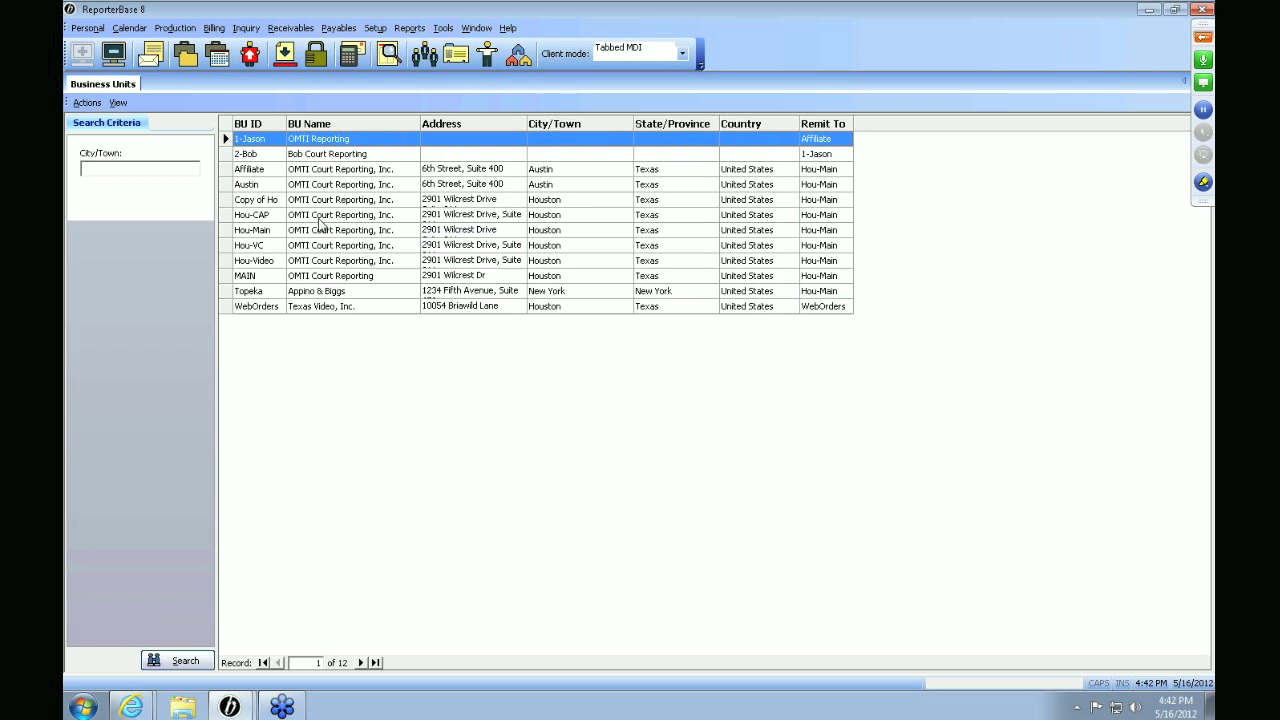 ReporterBase 8
Personal Calendar Production Billing Inquiry Receivables Payables Setup Reports Tools Window Help
Client mode: Tabbed MDI
Business Units
Actions View
Search Criteria
City/Town:
BU ID BU Name Address City/Town State/Province Country Remit To
1-Jason OMTI Reporting Affiliate
2-Bob Bob Court Reporting 1-Jason
Affiliate OMTI Court Reporting, Inc. 6th Street, Suite 400 Austin Texas United States Hou-Main
Austin OMTI Court Reporting, Inc. 6th Street, Suite 400 Austin Texas United States Hou-Main
Copy of Ho OMTI Court Reporting, Inc. 2901 Wilcrest Drive Houston Texas United States Hou-Main
Hou-CAP OMTI Court Reporting, Inc. 2901 Wilcrest Drive, Suite Houston Texas United States Hou-Main
Hou-Main OMTI Court Reporting, Inc. 2901 Wilcrest Drive Houston Texas United States Hou-Main
Hou-VC OMTI Court Reporting, Inc. 2901 Wilcrest Drive, Suite Houston Texas United States Hou-Main
Hou-Video OMTI Court Reporting, Inc. 2901 Wilcrest Drive, Suite Houston Texas United States Hou-Main
MAIN OMTI Court Reporting 2901 Wilcrest Dr Houston Texas United States Hou-Main
Topeka Appino & Biggs 1234 Fifth Avenue, Suite New York New York United States Hou-Main
WebOrders Texas Video, Inc. 10054 Briarwild Lane Houston Texas United States WebOrders
Search
Record: 1 of 12
CAPS INS 4:42 PM 5/16/2012
4:42 PM
5/16/2012